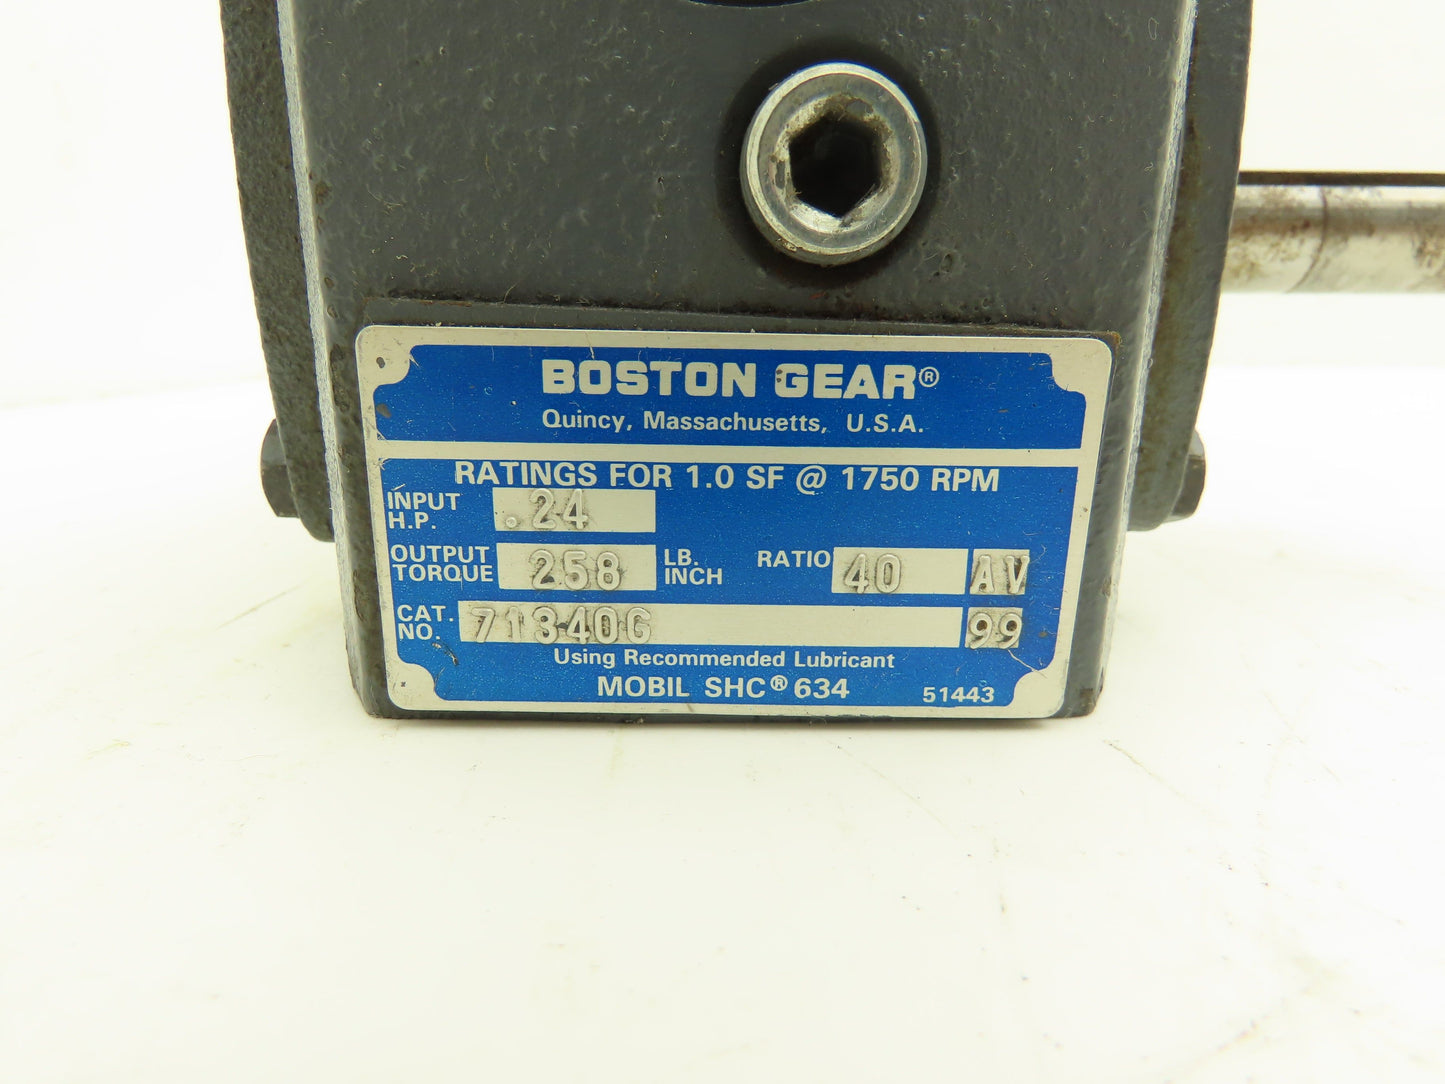 BOSTON GEAR®
Quincy, Massachusetts, U.S.A.
RATINGS FOR 1.0 SF @ 1750 RPM
INPUT H.P. .24
OUTPUT TORQUE 258 LB. INCH RATIO 40 AV
CAT. NO. 71340G 99
Using Recommended Lubricant
MOBIL SHC® 634 51443